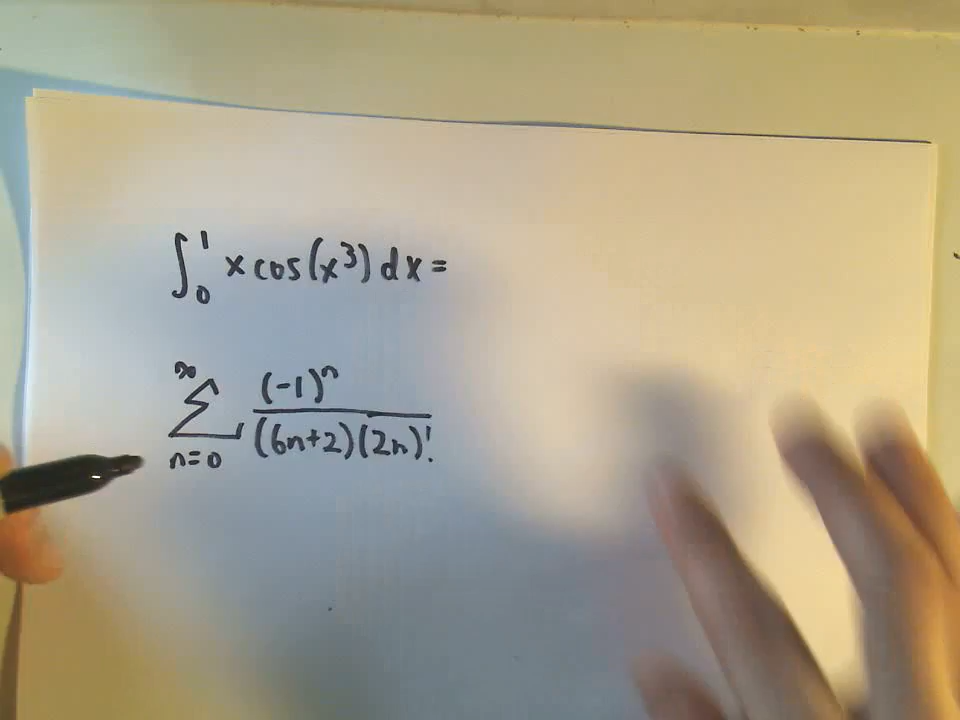 ∫₀¹ x cos(x³) dx =
∞
∑ (-1)ⁿ / (6n+2)(2n)!
n=0